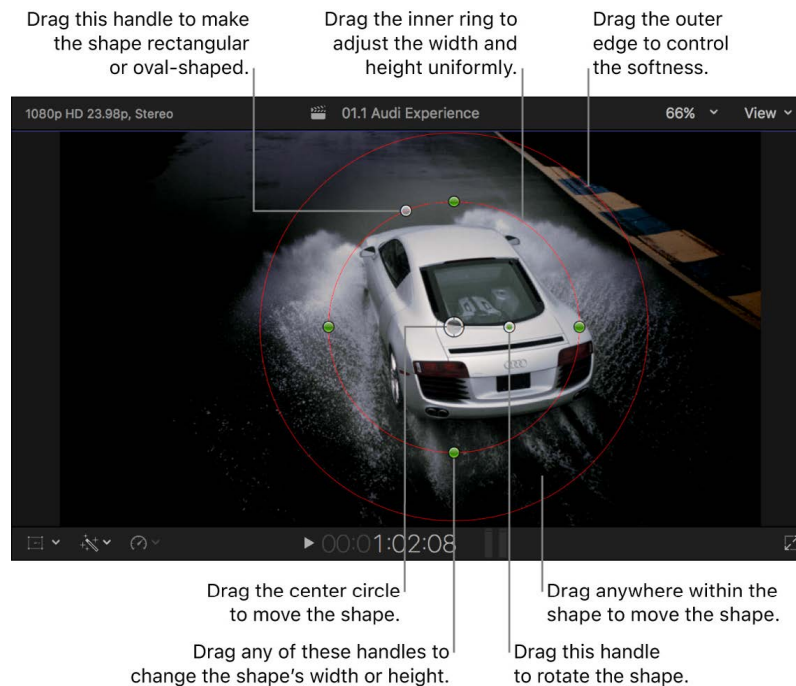 Drag this handle to make
the shape rectangular
or oval-shaped.
Drag the inner ring to
adjust the width and
height uniformly.
Drag the outer
edge to control
the softness.
1080p HD 23.98p, Stereo
01.1 Audi Experience
66%
View
00:01:02:08
Drag the center circle
to move the shape.
Drag anywhere within the
shape to move the shape.
Drag any of these handles to
change the shape’s width or height.
Drag this handle
to rotate the shape.